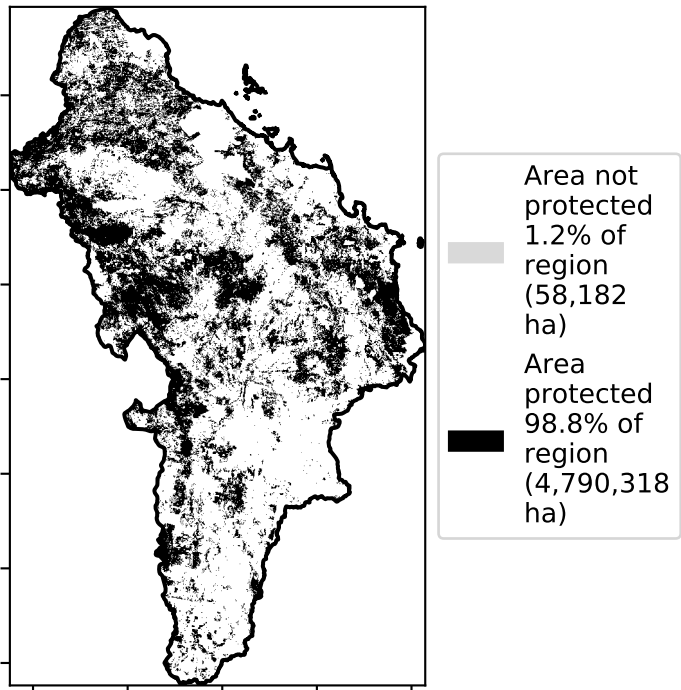 Area not
protected
1.2% of
region
(58,182
ha)
Area
protected
98.8% of
region
(4,790,318
ha)